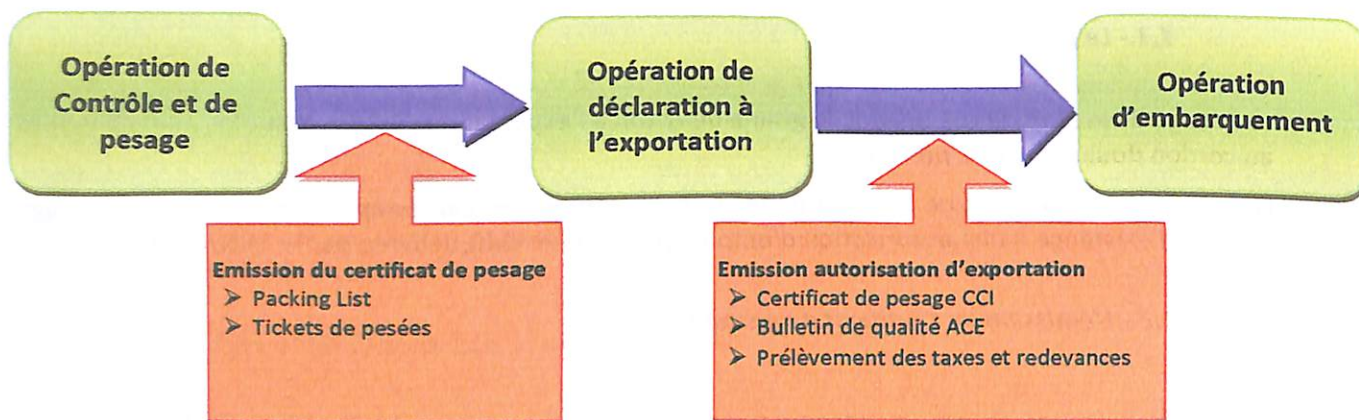 Opération de
Contrôle et de
pesage
Opération de
déclaration à
l'exportation
Opération
d'embarquement
Emission du certificat de pesage
➢ Packing List
➢ Tickets de pesées
Emission autorisation d'exportation
➢ Certificat de pesage CCI
➢ Bulletin de qualité ACE
➢ Prélèvement des taxes et redevances